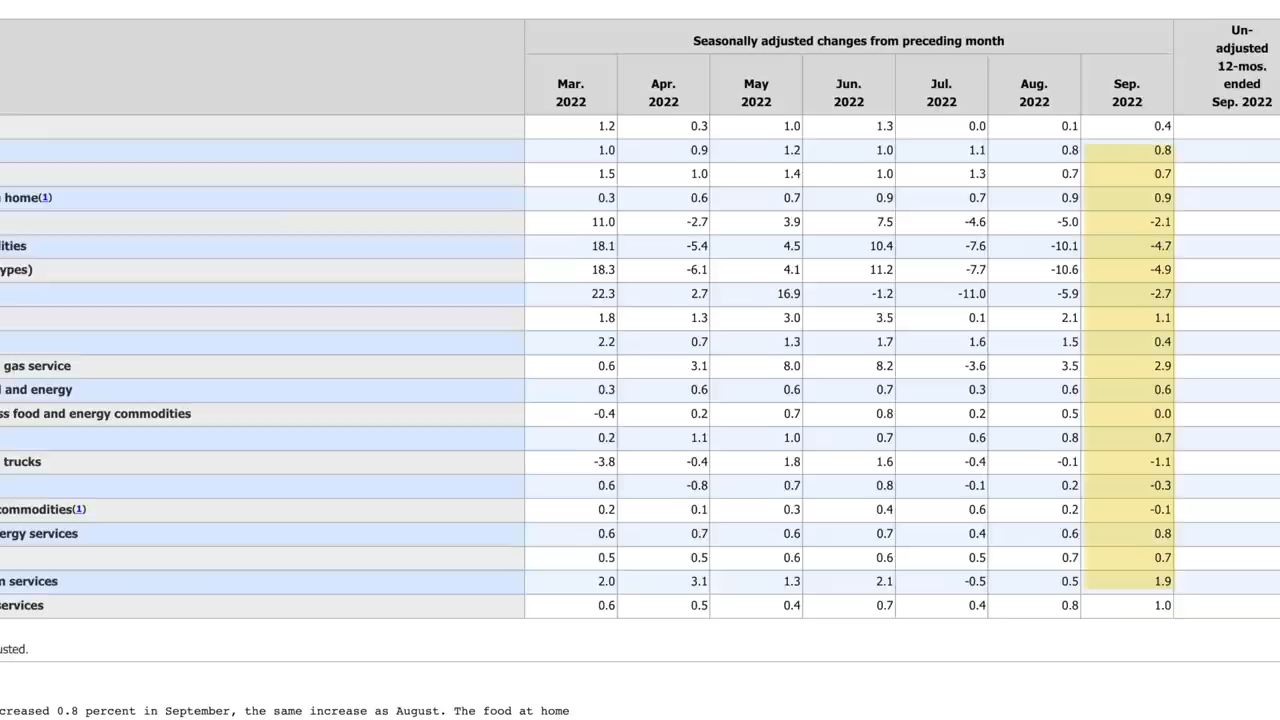 Seasonally adjusted changes from preceding month
Un-
adjusted
12-mos.
ended
Sep. 2022
Mar.
2022
Apr.
2022
May
2022
Jun.
2022
Jul.
2022
Aug.
2022
Sep.
2022
1.2 0.3 1.0 1.3 0.0 0.1 0.4
1.0 0.9 1.2 1.0 1.1 0.8 0.8
1.5 1.0 1.4 1.0 1.3 0.7 0.7
home(1) 0.3 0.6 0.7 0.9 0.7 0.9 0.9
11.0 -2.7 3.9 7.5 -4.6 -5.0 -2.1
ities 18.1 -5.4 4.5 10.4 -7.6 -10.1 -4.7
ypes) 18.3 -6.1 4.1 11.2 -7.7 -10.6 -4.9
22.3 2.7 16.9 -1.2 -11.0 -5.9 -2.7
1.8 1.3 3.0 3.5 0.1 2.1 1.1
2.2 0.7 1.3 1.7 1.6 1.5 0.4
gas service 0.6 3.1 8.0 8.2 -3.6 3.5 2.9
and energy 0.3 0.6 0.6 0.7 0.3 0.6 0.6
ss food and energy commodities -0.4 0.2 0.7 0.8 0.2 0.5 0.0
0.2 1.1 1.0 0.7 0.6 0.8 0.7
trucks -3.8 -0.4 1.8 1.6 -0.4 -0.1 -1.1
0.6 -0.8 0.7 0.8 -0.1 0.2 -0.3
commodities(1) 0.2 0.1 0.3 0.4 0.6 0.2 -0.1
ergy services 0.6 0.7 0.6 0.7 0.4 0.6 0.8
0.5 0.5 0.6 0.6 0.5 0.7 0.7
n services 2.0 3.1 1.3 2.1 -0.5 0.5 1.9
services 0.6 0.5 0.4 0.7 0.4 0.8 1.0
usted.
creased 0.8 percent in September, the same increase as August. The food at home